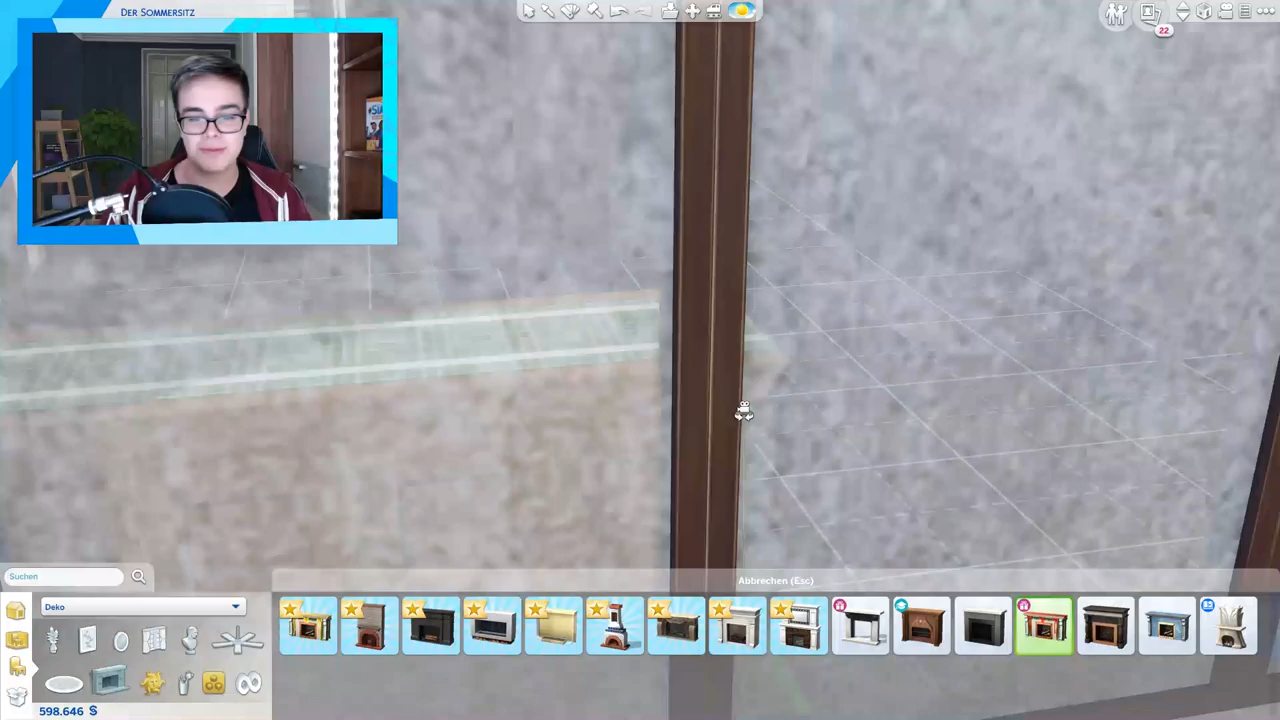 DER SOMMERSITZ
22
Abbrechen (Esc)
Suchen
Deko
598.646 $